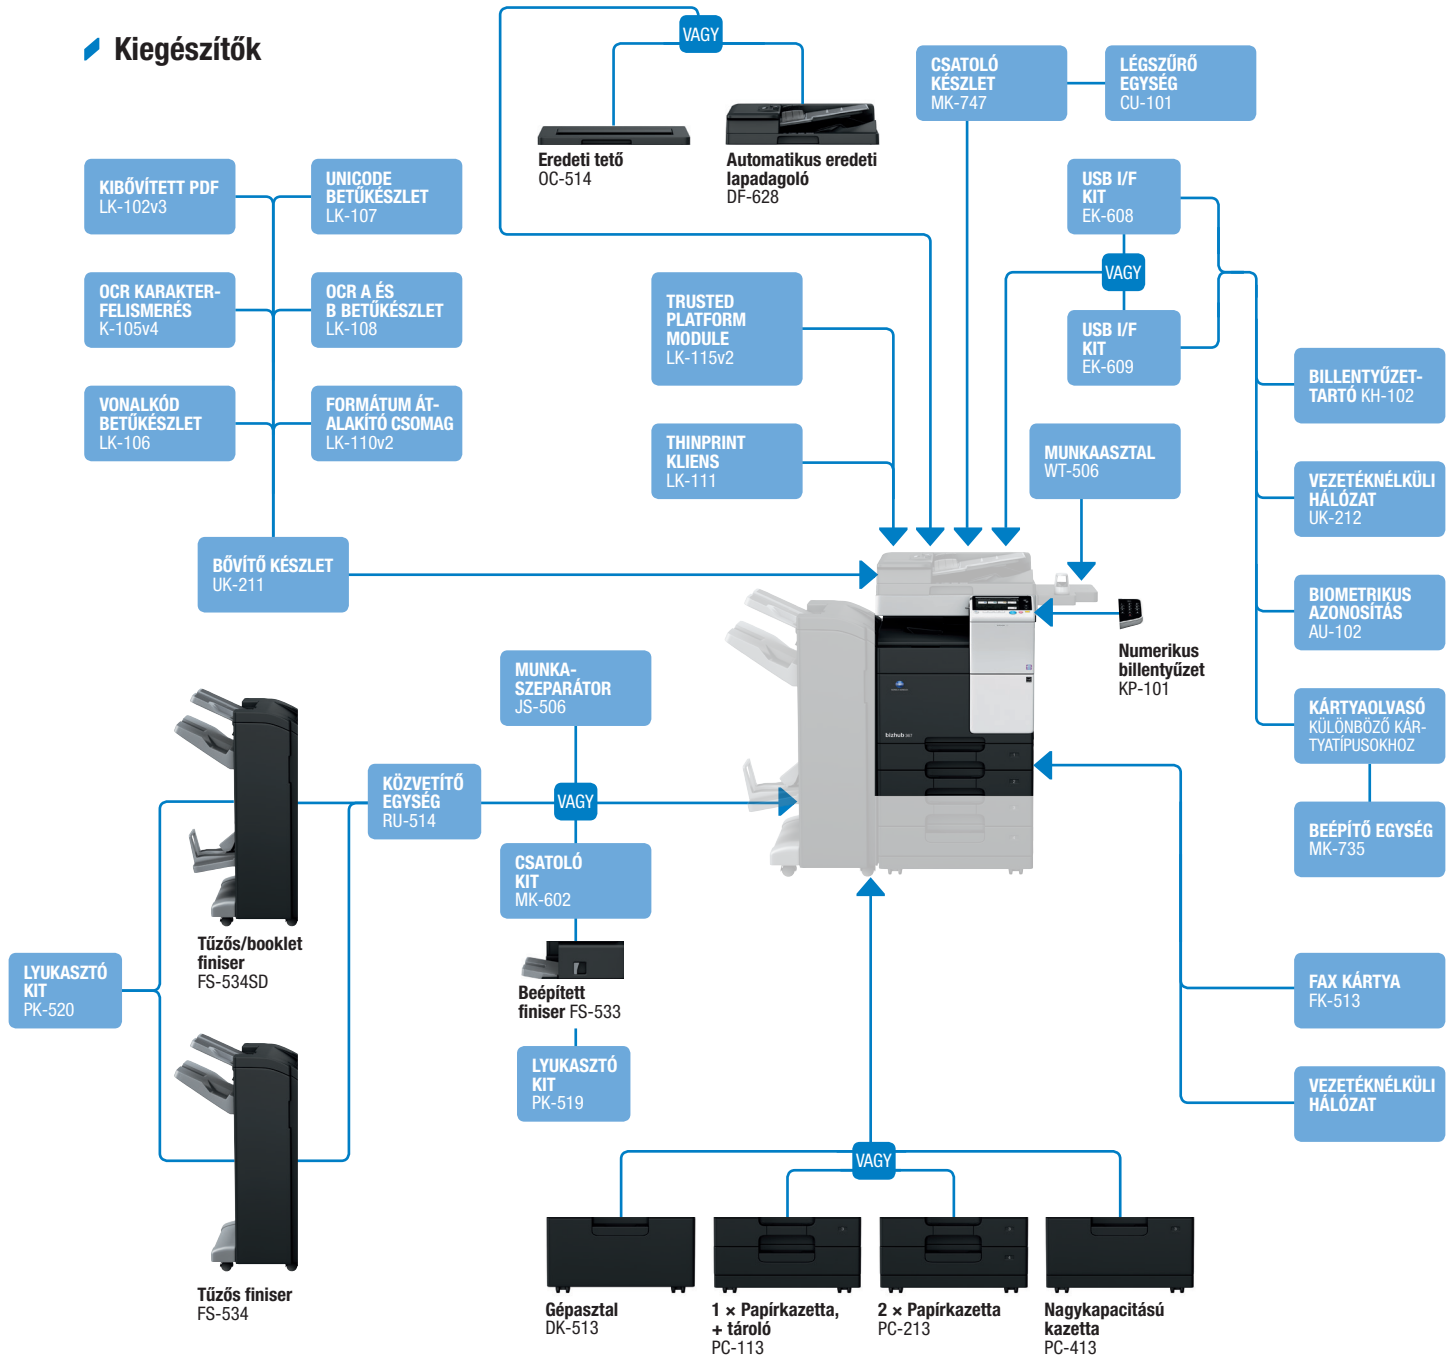 Kiegészítők
VAGY
Eredeti tető
OC-514
Automatikus eredeti
lapadagoló
DF-628
CSATOLÓ
KÉSZLET
MK-747
LÉGSZŰRŐ
EGYSÉG
CU-101
KIBŐVÍTETT PDF
LK-102v3
UNICODE
BETŰKÉSZLET
LK-107
OCR KARAKTER-
FELISMERÉS
K-105v4
OCR A ÉS
B BETŰKÉSZLET
LK-108
VONALKÓD
BETŰKÉSZLET
LK-106
FORMÁTUM ÁT-
ALAKÍTÓ CSOMAG
LK-110v2
BŐVÍTŐ KÉSZLET
UK-211
TRUSTED
PLATFORM
MODULE
LK-115v2
THINPRINT
KLIENS
LK-111
USB I/F
KIT
EK-608
VAGY
USB I/F
KIT
EK-609
MUNKAASZTAL
WT-506
BILLENTYŰZET-
TARTÓ KH-102
VEZETÉKNÉLKÜLI
HÁLÓZAT
UK-212
BIOMETRIKUS
AZONOSÍTÁS
AU-102
KÁRTYAOLVASÓ
KÜLÖNBÖZŐ KÁR-
TYATÍPUSOKHOZ
BEÉPÍTŐ EGYSÉG
MK-735
Numerikus
billentyűzet
KP-101
bizhub 367
MUNKA-
SZEPARÁTOR
JS-506
KÖZVETÍTŐ
EGYSÉG
RU-514
VAGY
CSATOLÓ
KIT
MK-602
Beépített
finiser FS-533
LYUKASZTÓ
KIT
PK-519
Tűzős/booklet
finiser
FS-534SD
LYUKASZTÓ
KIT
PK-520
Tűzős finiser
FS-534
FAX KÁRTYA
FK-513
VEZETÉKNÉLKÜLI
HÁLÓZAT
VAGY
Gépasztal
DK-513
1 × Papírkazetta,
+ tároló
PC-113
2 × Papírkazetta
PC-213
Nagykapacitású
kazetta
PC-413